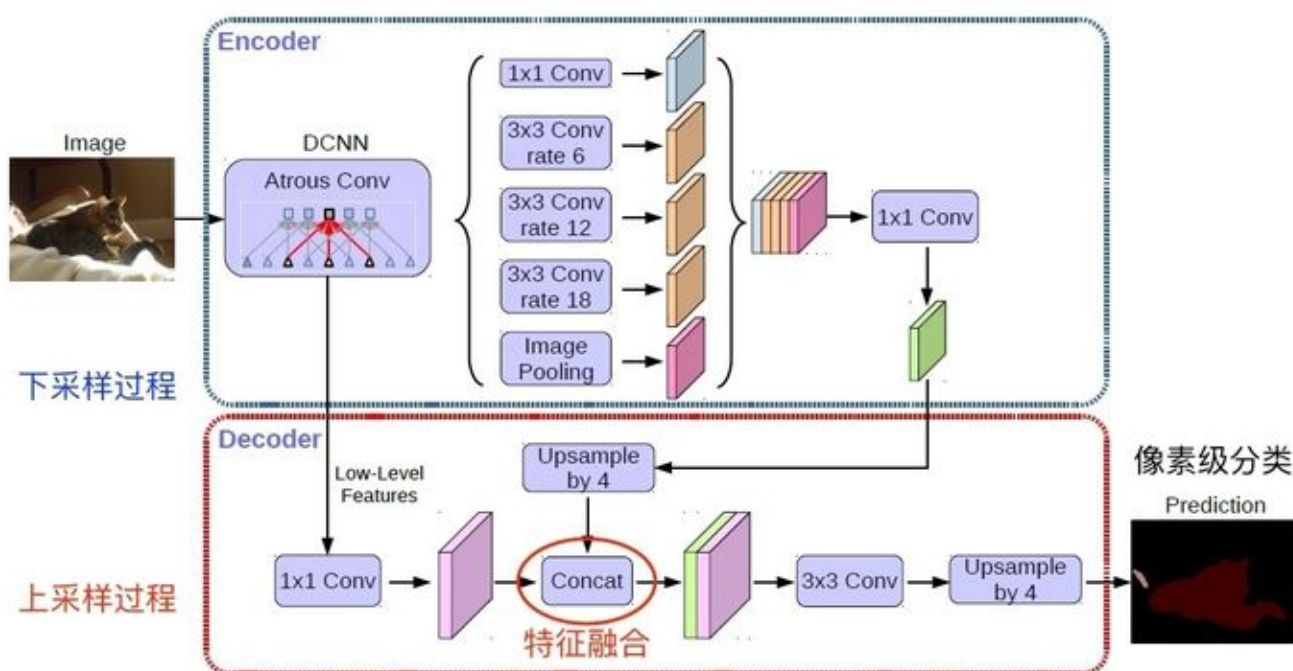 Encoder
Image
DCNN
Atrous Conv
1x1 Conv
3x3 Conv
rate 6
3x3 Conv
rate 12
3x3 Conv
rate 18
Image
Pooling
1x1 Conv
下采样过程
Decoder
Low-Level
Features
Upsample
by 4
1x1 Conv
Concat
特征融合
3x3 Conv
Upsample
by 4
像素级分类
Prediction
上采样过程